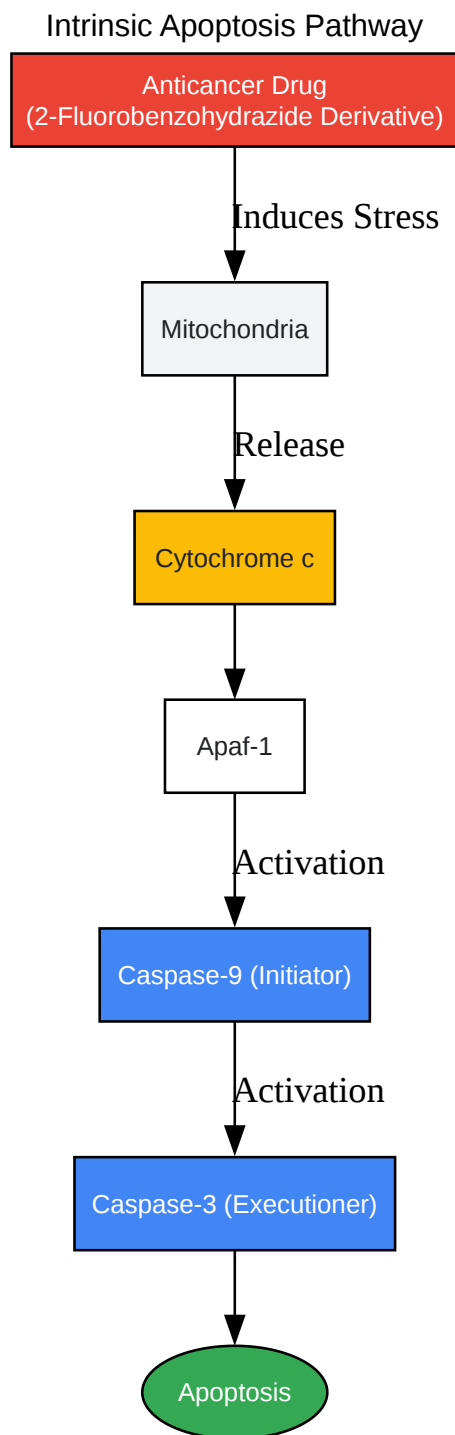 Intrinsic Apoptosis Pathway
Anticancer Drug
(2-Fluorobenzohydrazide Derivative)
Induces Stress
Mitochondria
Release
Cytochrome c
Apaf-1
Activation
Caspase-9 (Initiator)
Activation
Caspase-3 (Executioner)
Apoptosis